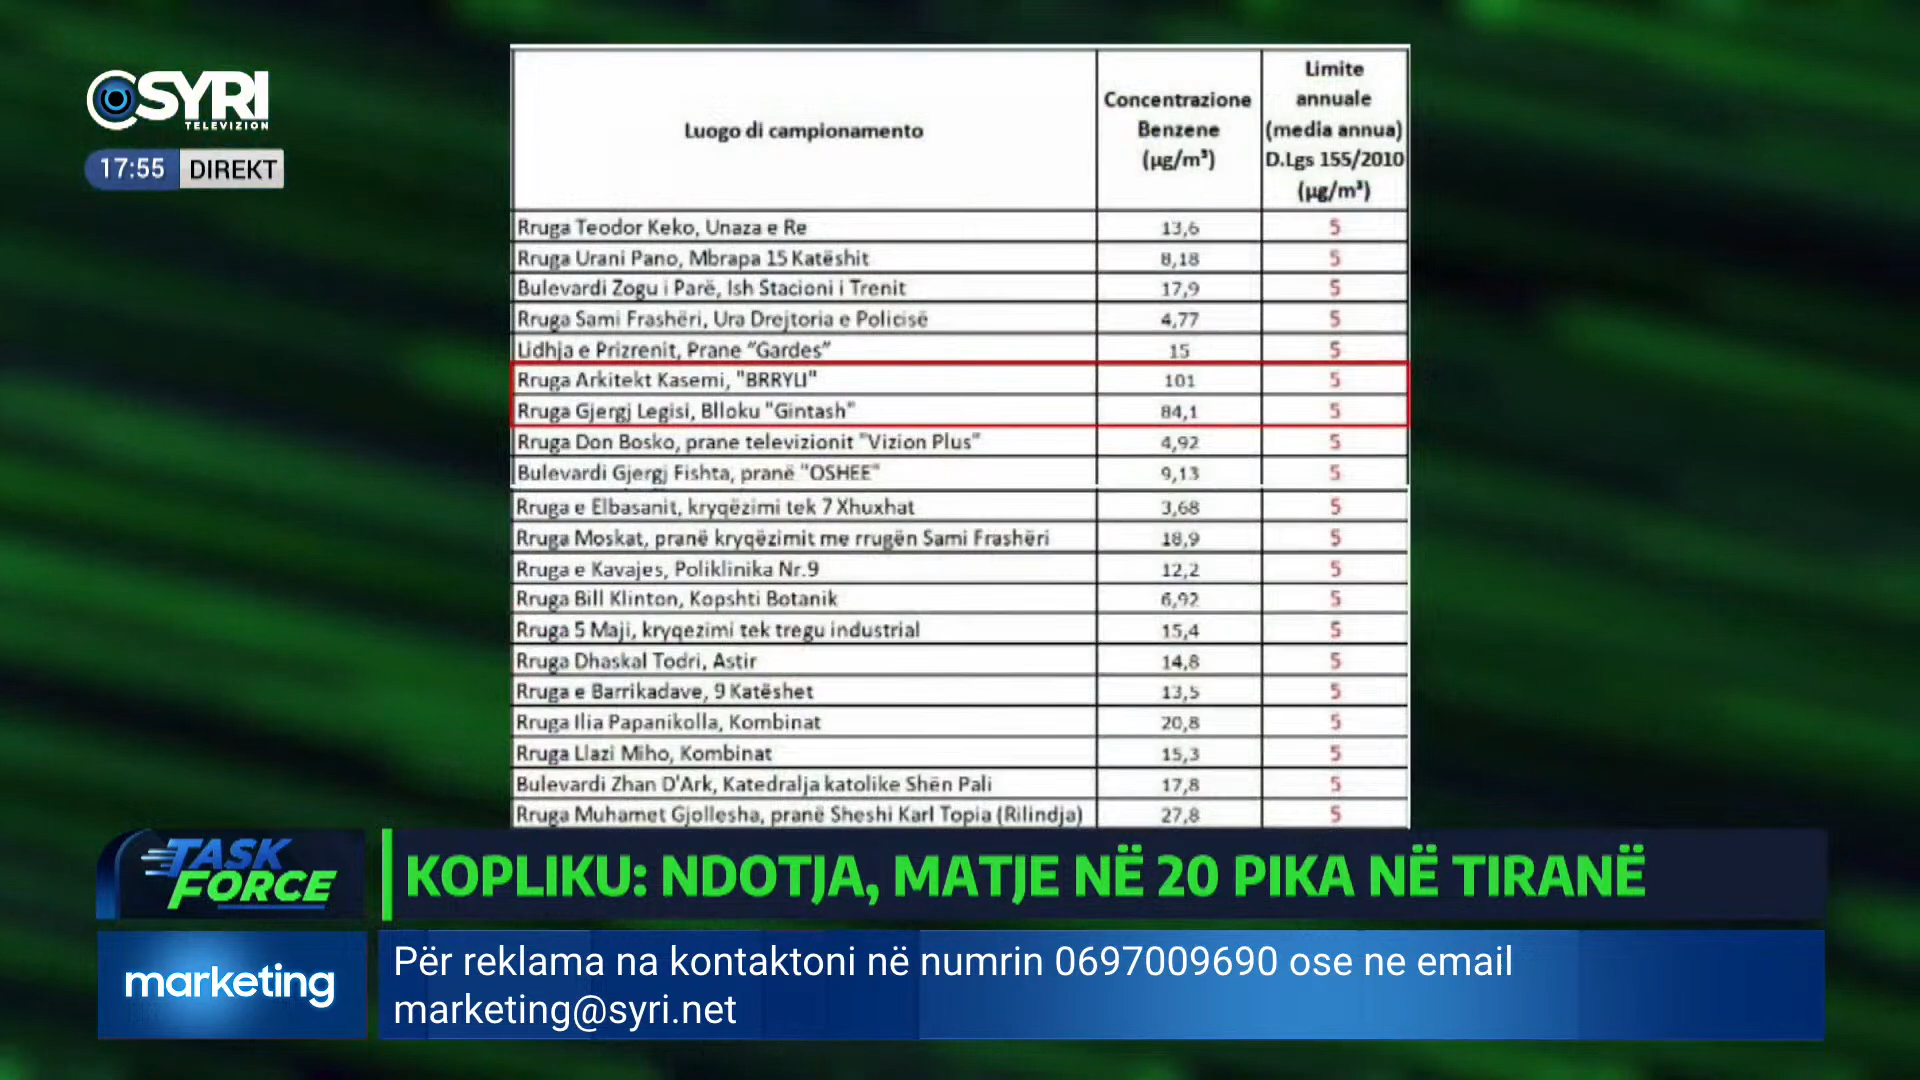 SYRI
TELEVIZION
17:55 DIREKT
Luogo di campionamento
Concentrazione
Benzene
(µg/m³)
Limite
annuale
(media annua)
D.Lgs 155/2010
(µg/m³)
Rruga Teodor Keko, Unaza e Re 13,6 5
Rruga Urani Pano, Mbrapa 15 Katëshit 8,18 5
Bulevardi Zogu i Parë, Ish Stacioni i Trenit 17,9 5
Rruga Sami Frashëri, Ura Drejtoria e Policisë 4,77 5
Lidhja e Prizrenit, Prane "Gardes" 15 5
Rruga Arkitekt Kasemi, "BRRYLI" 101 5
Rruga Gjergj Legisi, Blloku "Gintash" 84,1 5
Rruga Don Bosko, prane televizionit "Vizion Plus" 4,92 5
Bulevardi Gjergj Fishta, pranë "OSHEE" 9,13 5
Rruga e Elbasanit, kryqëzimi tek 7 Xhuxhat 3,68 5
Rruga Moskat, pranë kryqëzimit me rrugën Sami Frashëri 18,9 5
Rruga e Kavajes, Poliklinika Nr.9 12,2 5
Rruga Bill Klinton, Kopshti Botanik 6,92 5
Rruga 5 Maji, kryqezimi tek tregu industrial 15,4 5
Rruga Dhaskal Todri, Astir 14,8 5
Rruga e Barrikadave, 9 Katëshet 13,5 5
Rruga Ilia Papanikolla, Kombinat 20,8 5
Rruga Llazi Miho, Kombinat 15,3 5
Bulevardi Zhan D'Ark, Katedralja katolike Shën Pali 17,8 5
Rruga Muhamet Gjollesha, pranë Sheshi Karl Topia (Rilindja) 27,8 5
TASK
FORCE
KOPLIKU: NDOTJA, MATJE NË 20 PIKA NË TIRANË
marketing
Për reklama na kontaktoni në numrin 0697009690 ose ne email
marketing@syri.net